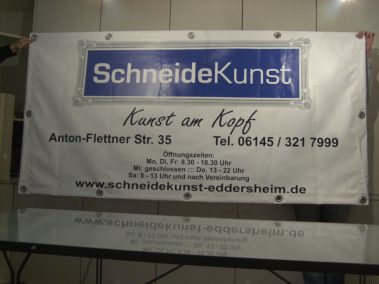 SchneideKunst
Kunst am Kopf
Anton-Flettner Str. 35 Tel. 06145 / 321 7999
Öffnungszeiten:
Mo, Di, Fr: 8.30 - 18.30 Uhr
Mi: geschlossen ::: Do. 13 - 22 Uhr
Sa: 8 - 13 Uhr und nach Vereinbarung
www.schneidekunst-eddersheim.de